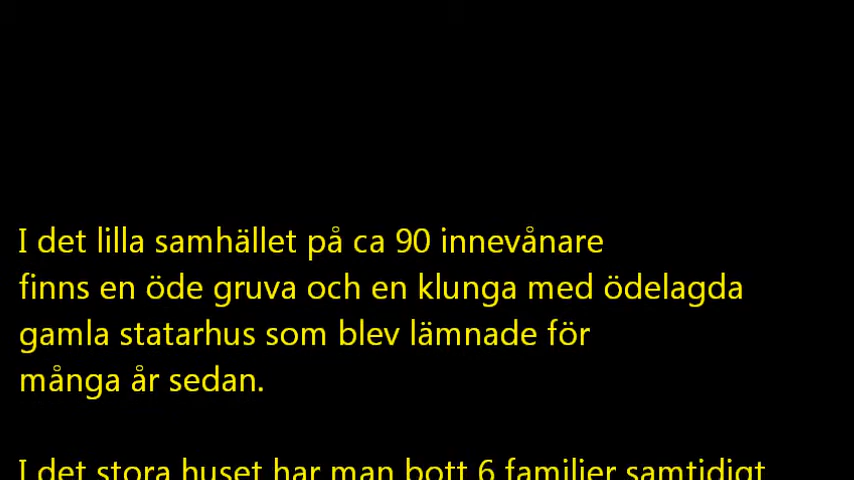 I det lilla samhället på ca 90 innevånare
finns en öde gruva och en klunga med ödelagda
gamla statarhus som blev lämnade för
många år sedan.
I det stora huset har man bott 6 familjer samtidigt